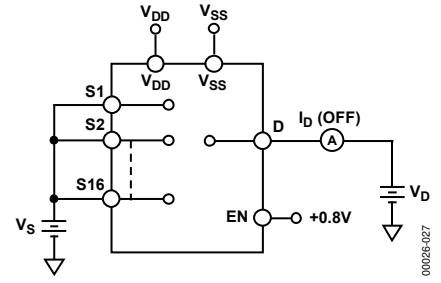 VDD VSS
VDD VSS
S1
S2
D
ID (OFF)
A
S16
VD
EN
+0.8V
VS
00026-027